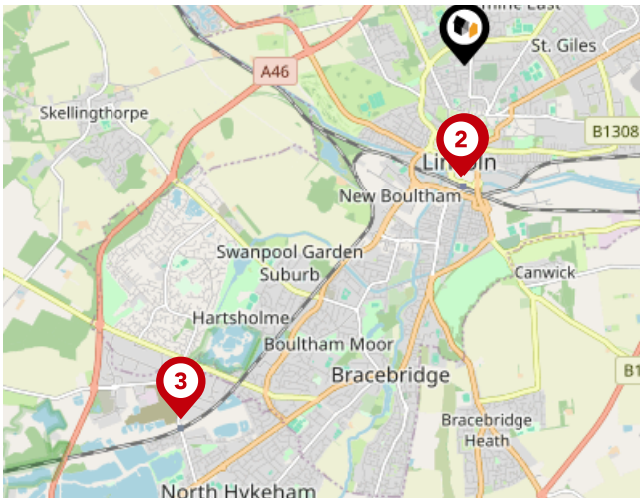 St. Giles
A46
Skellingthorpe
B1308
2
Lincoln
New Boultham
Swanpool Garden
Suburb
Canwick
Hartsholme
Boultham Moor
Bracebridge
3
Bracebridge
Heath
North Hykeham